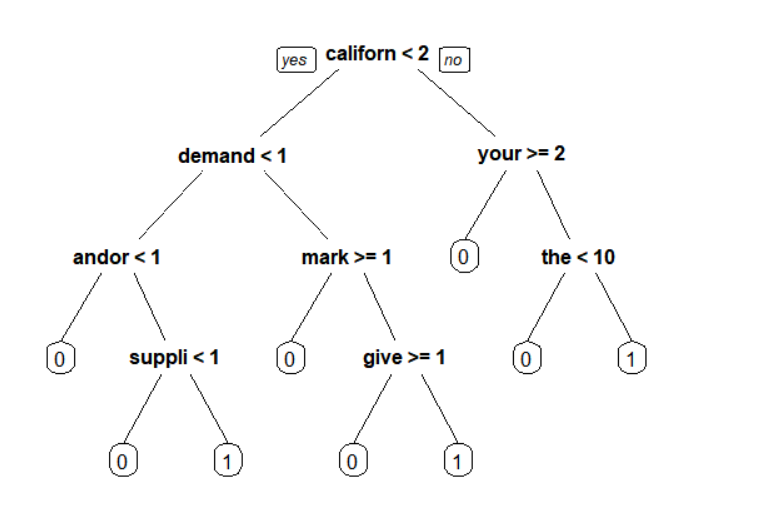 yes californ < 2 no
demand < 1 your >= 2
andor < 1 mark >= 1 0 the < 10
0 suppli < 1 0 give >= 1 0 1
0 1 0 1